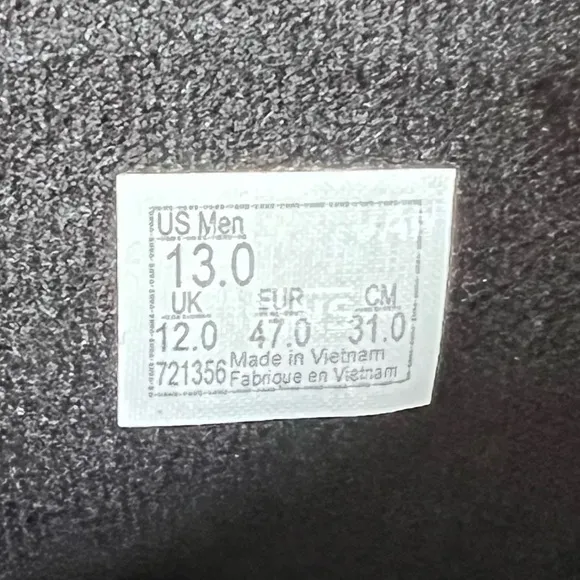 US Men
13.0
UK EUR CM
12.0 47.0 31.0
721356 Made in Vietnam
Fabrique en Vietnam